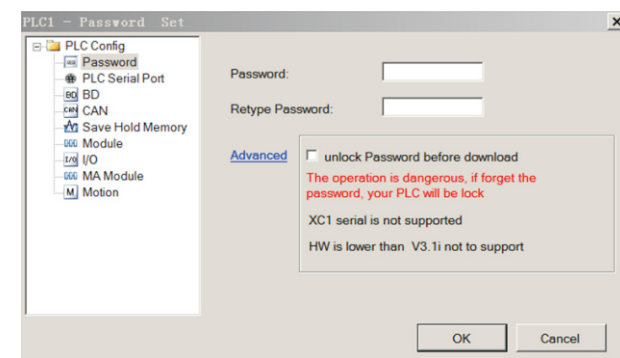 PLC1 - Password Set
PLC Config
Password
PLC Serial Port
BD BD
CAN CAN
Save Hold Memory
Module
I/O I/O
MA Module
M Motion
Password:
Retype Password:
Advanced
unlock Password before download
The operation is dangerous, if forget the
password, your PLC will be lock
XC1 serial is not supported
HW is lower than V3.1i not to support
OK
Cancel